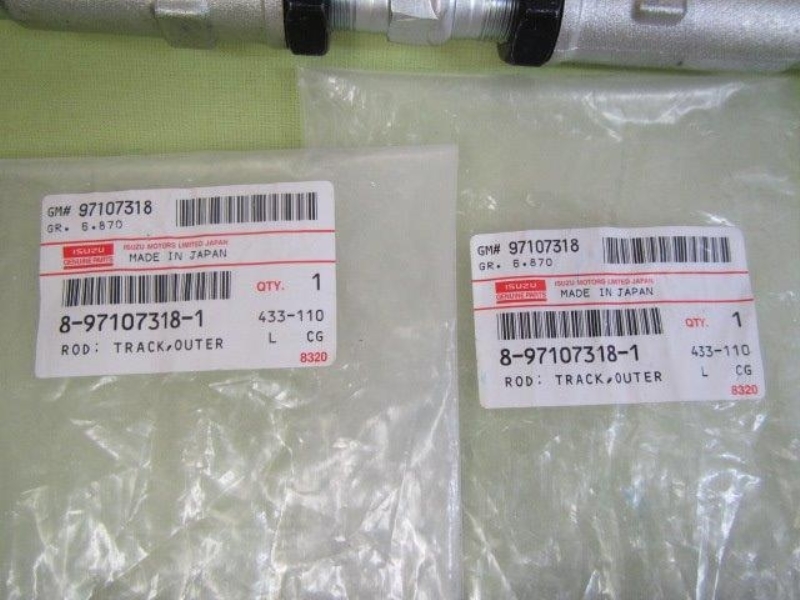 GM# 97107318
GR. 6.870
ISUZU
GENUINE PARTS
ISUZU MOTORS LIMITED JAPAN
MADE IN JAPAN
QTY. 1
8-97107318-1
433-110
ROD: TRACK,OUTER
L CG
8320
GM# 97107318
GR. 6.870
ISUZU
GENUINE PARTS
ISUZU MOTORS LIMITED JAPAN
MADE IN JAPAN
QTY. 1
8-97107318-1
433-110
ROD: TRACK,OUTER
L CG
8320